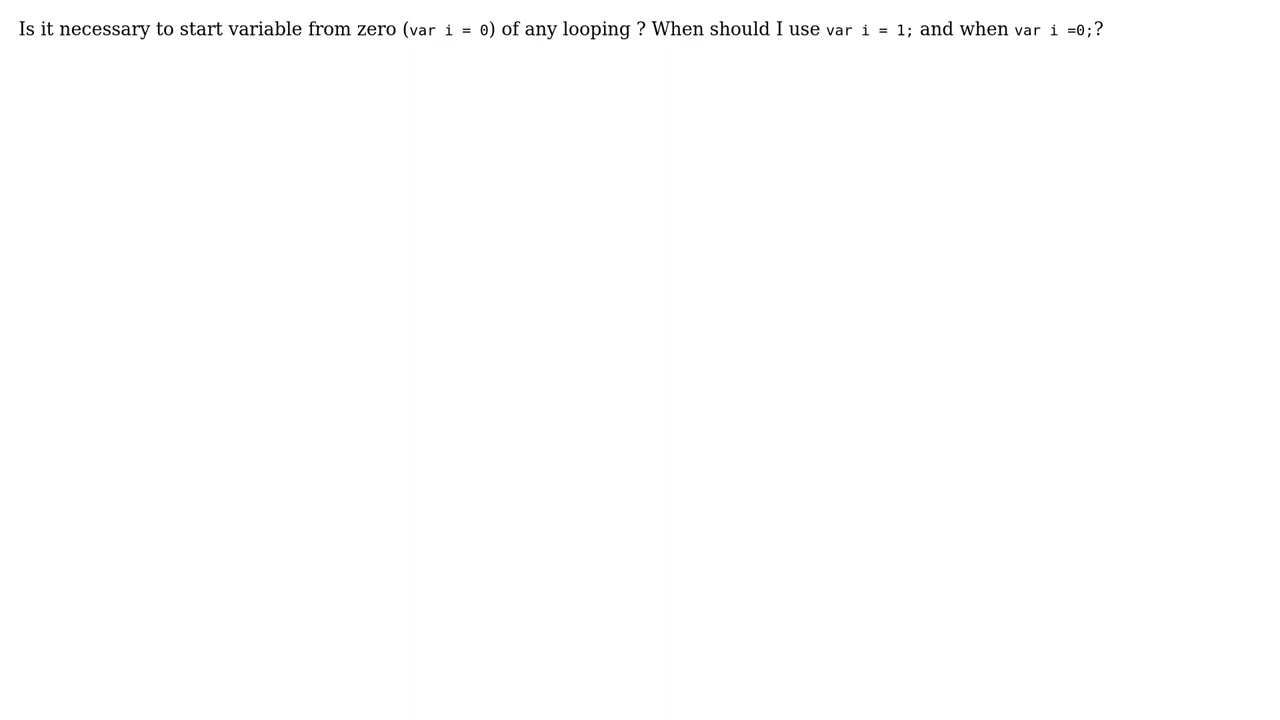 Is it necessary to start variable from zero (var i = 0) of any looping ? When should I use var i = 1; and when var i =0;?